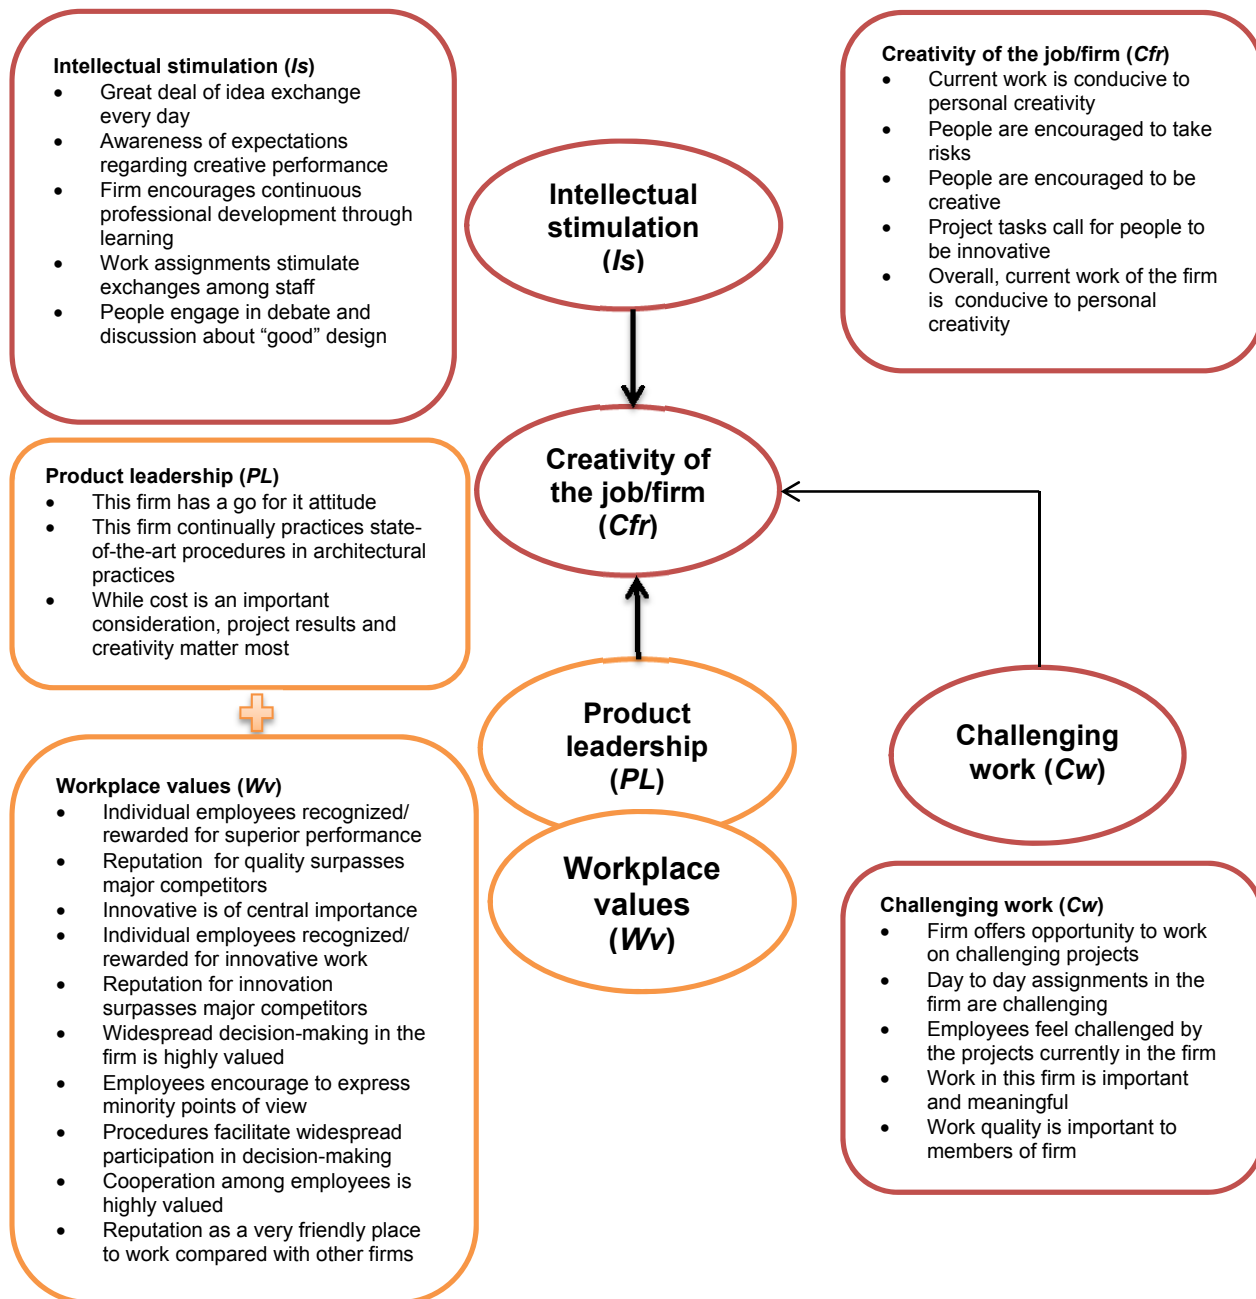 Intellectual stimulation (Is)
• Great deal of idea exchange
every day
• Awareness of expectations
regarding creative performance
• Firm encourages continuous
professional development through
learning
• Work assignments stimulate
exchanges among staff
• People engage in debate and
discussion about “good” design
Intellectual
stimulation
(Is)
Creativity of the job/firm (Cfr)
• Current work is conducive to
personal creativity
• People are encouraged to take
risks
• People are encouraged to be
creative
• Project tasks call for people to
be innovative
• Overall, current work of the firm
is  conducive to personal
creativity
Product leadership (PL)
• This firm has a go for it attitude
• This firm continually practices state-
of-the-art procedures in architectural
practices
• While cost is an important
consideration, project results and
creativity matter most
Creativity of
the job/firm
(Cfr)
Workplace values (Wv)
• Individual employees recognized/
rewarded for superior performance
• Reputation  for quality surpasses
major competitors
• Innovative is of central importance
• Individual employees recognized/
rewarded for innovative work
• Reputation for innovation
surpasses major competitors
• Widespread decision-making in the
firm is highly valued
• Employees encourage to express
minority points of view
• Procedures facilitate widespread
participation in decision-making
• Cooperation among employees is
highly valued
• Reputation as a very friendly place
to work compared with other firms
Product
leadership
(PL)
Workplace
values
(Wv)
Challenging
work (Cw)
Challenging work (Cw)
• Firm offers opportunity to work
on challenging projects
• Day to day assignments in the
firm are challenging
• Employees feel challenged by
the projects currently in the firm
• Work in this firm is important
and meaningful
• Work quality is important to
members of firm